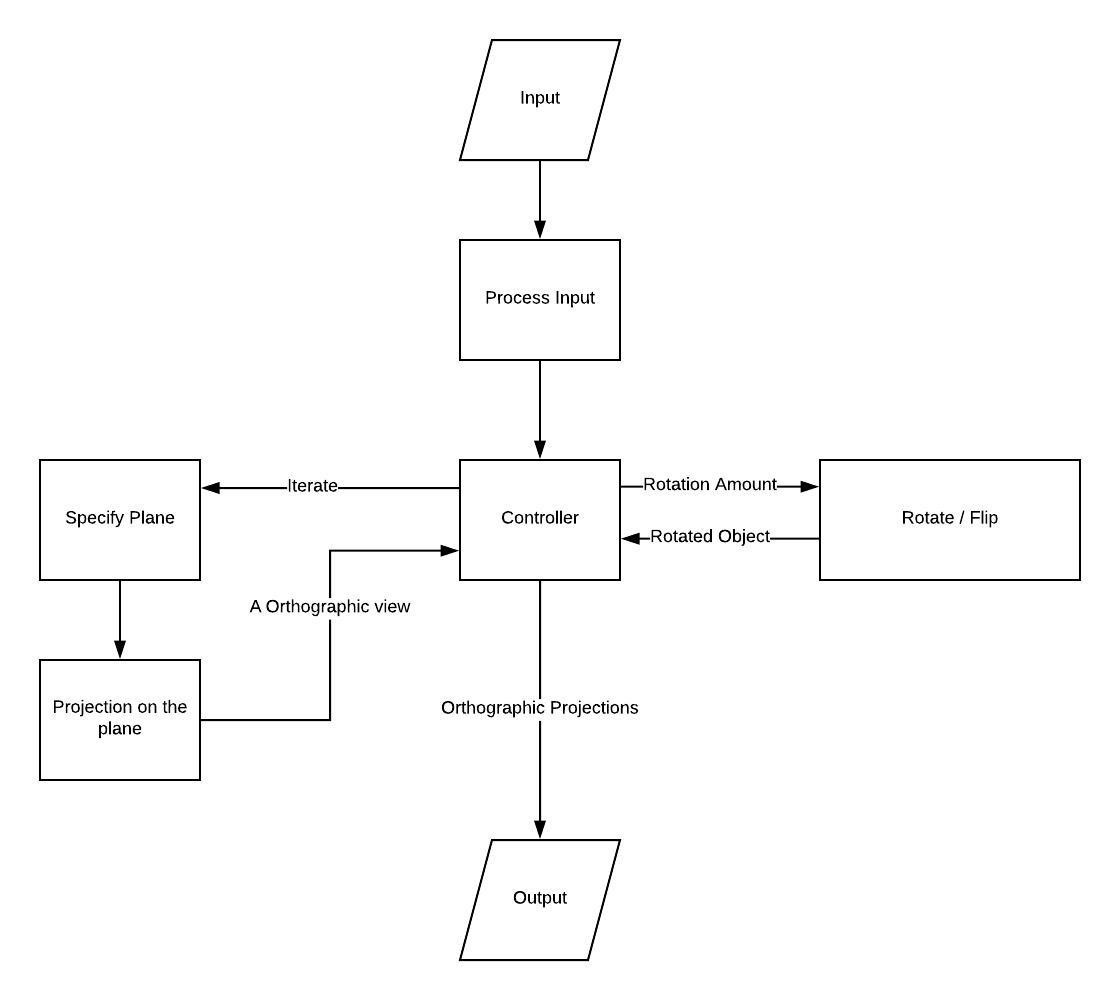 Input
Process Input
Specify Plane
Iterate
Controller
Rotation Amount
Rotated Object
Rotate / Flip
A Orthographic view
Projection on the
plane
Orthographic Projections
Output